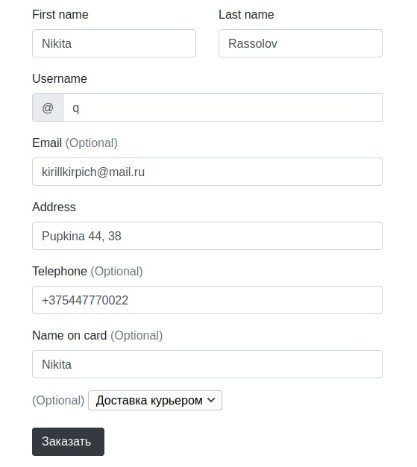 First name Last name
Nikita Rassolov
Username
@ q
Email (Optional)
kirillkirpich@mail.ru
Address
Pupkina 44, 38
Telephone (Optional)
+375447770022
Name on card (Optional)
Nikita
(Optional) Доставка курьером
Заказать